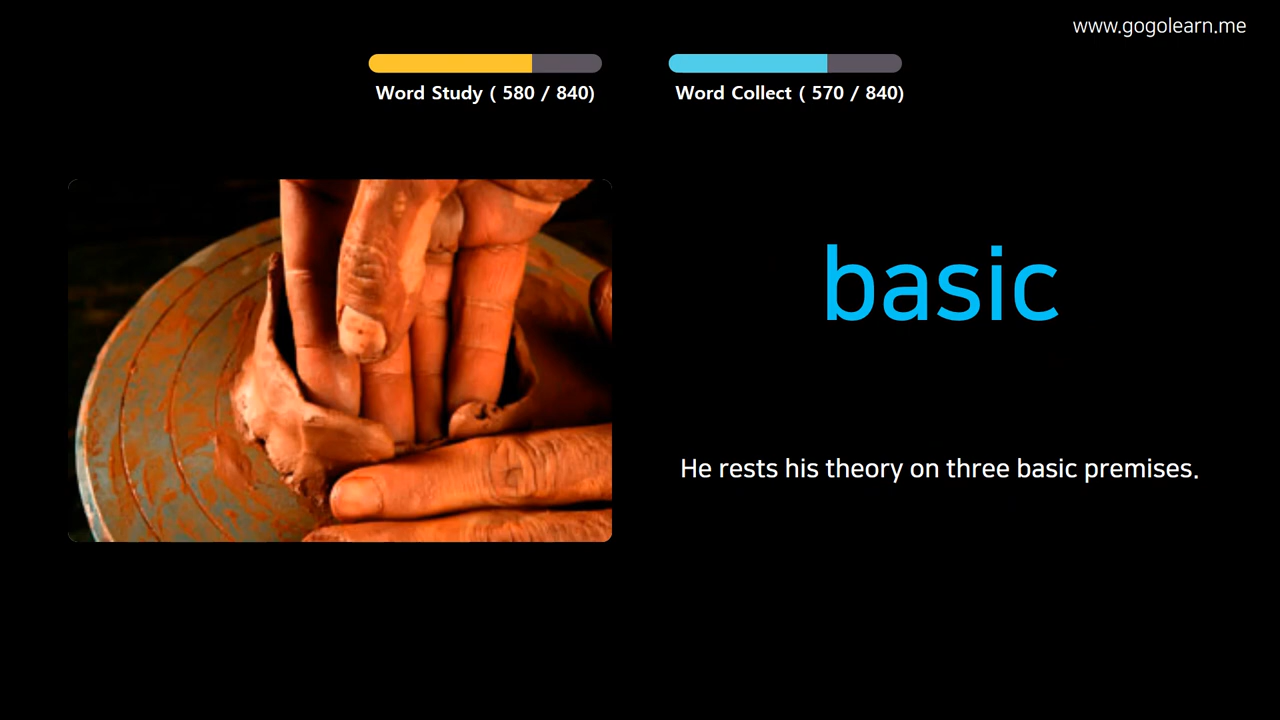 www.gogolearn.me
Word Study ( 580 / 840)
Word Collect ( 570 / 840)
basic
He rests his theory on three basic premises.